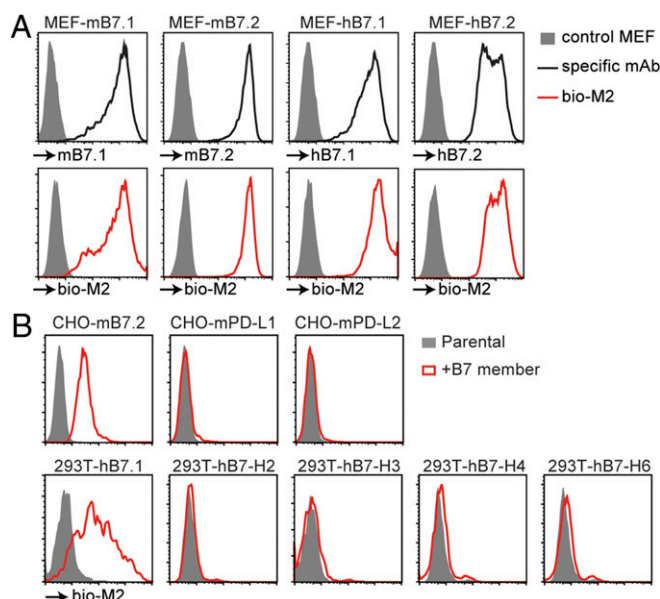 A
MEF-mB7.1 MEF-mB7.2 MEF-hB7.1 MEF-hB7.2
control MEF
specific mAb
bio-M2
mB7.1 mB7.2 hB7.1 hB7.2
bio-M2 bio-M2 bio-M2 bio-M2
B
CHO-mB7.2 CHO-mPD-L1 CHO-mPD-L2
Parental
+B7 member
293T-hB7.1 293T-hB7-H2 293T-hB7-H3 293T-hB7-H4 293T-hB7-H6
bio-M2